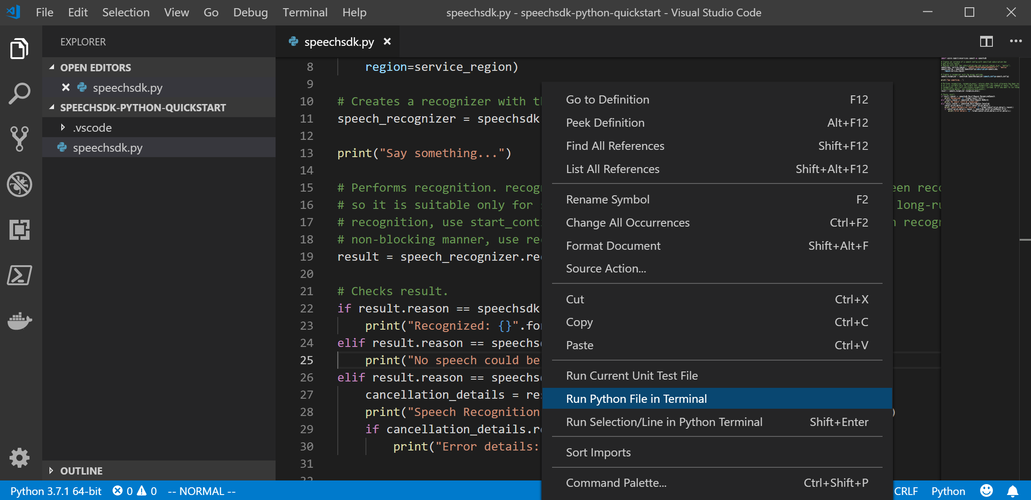 File Edit Selection View Go Debug Terminal Help
speechsdk.py - speechsdk-python-quickstart - Visual Studio Code
EXPLORER
OPEN EDITORS
speechsdk.py
SPEECHSDK-PYTHON-QUICKSTART
.vscode
speechsdk.py
OUTLINE
speechsdk.py
8 region=service_region)
9
10 # Creates a recognizer with th
11 speech_recognizer = speechsdk
12
13 print("Say something...")
14
15 # Performs recognition. recog een reco
16 # so it is suitable only for long-ru
17 # recognition, use start_conti n recogn
18 # non-blocking manner, use rec
19 result = speech_recognizer.rec
20
21 # Checks result.
22 if result.reason == speechsdk
23 print("Recognized: {}".for
24 elif result.reason == speechsd
25 print("No speech could be
26 elif result.reason == speechsd
27 cancellation_details = res
28 print("Speech Recognition )
29 if cancellation_details.re
30 print("Error details:
31
Go to Definition F12
Peek Definition Alt+F12
Find All References Shift+F12
List All References Shift+Alt+F12
Rename Symbol F2
Change All Occurrences Ctrl+F2
Format Document Shift+Alt+F
Source Action...
Cut Ctrl+X
Copy Ctrl+C
Paste Ctrl+V
Run Current Unit Test File
Run Python File in Terminal
Run Selection/Line in Python Terminal Shift+Enter
Sort Imports
Command Palette... Ctrl+Shift+P
Python 3.7.1 64-bit 0 0 -- NORMAL -- CRLF Python